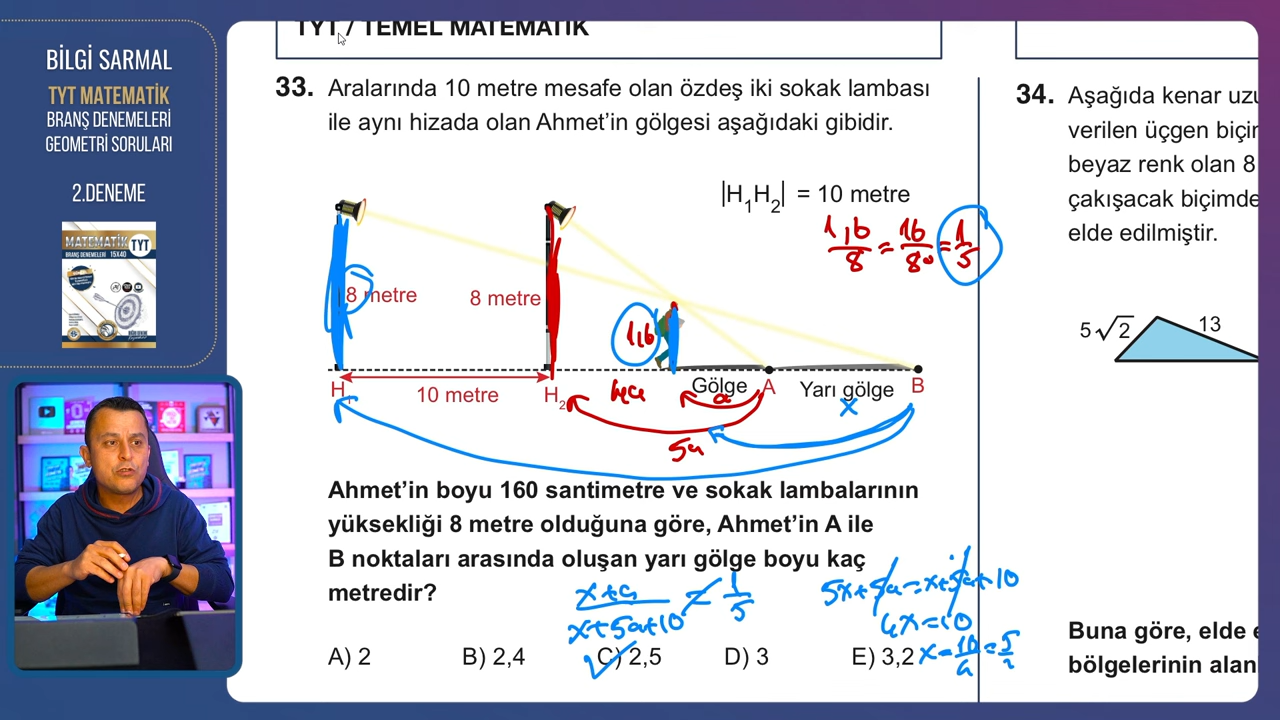 BİLGİ SARMAL
TYT MATEMATİK
BRANŞ DENEMELERİ
GEOMETRİ SORULARI
2.DENEME
MATEMATİK TYT
BRANŞ DENEMELERİ 15X40
TYT / TEMEL MATEMATİK
33. Aralarında 10 metre mesafe olan özdeş iki sokak lambası
ile aynı hizada olan Ahmet'in gölgesi aşağıdaki gibidir.
|H₁H₂| = 10 metre
1,6/8 = 16/80 = 1/5
8 metre
8 metre
1,6
H₁
10 metre
H₂
4a
Gölge
a
A
Yarı gölge
x
B
5a
Ahmet'in boyu 160 santimetre ve sokak lambalarının
yüksekliği 8 metre olduğuna göre, Ahmet'in A ile
B noktaları arasında oluşan yarı gölge boyu kaç
metredir?
x+a/x+5a+10 = 1/5
5x+5a=x+5a+10
4x=10
x=10/4=5/2
A) 2 B) 2,4 C) 2,5 D) 3 E) 3,2
34. Aşağıda kenar uzu
verilen üçgen biçir
beyaz renk olan 8
çakışacak biçimde
elde edilmiştir.
5√2
13
Buna göre, elde e
bölgelerinin alan